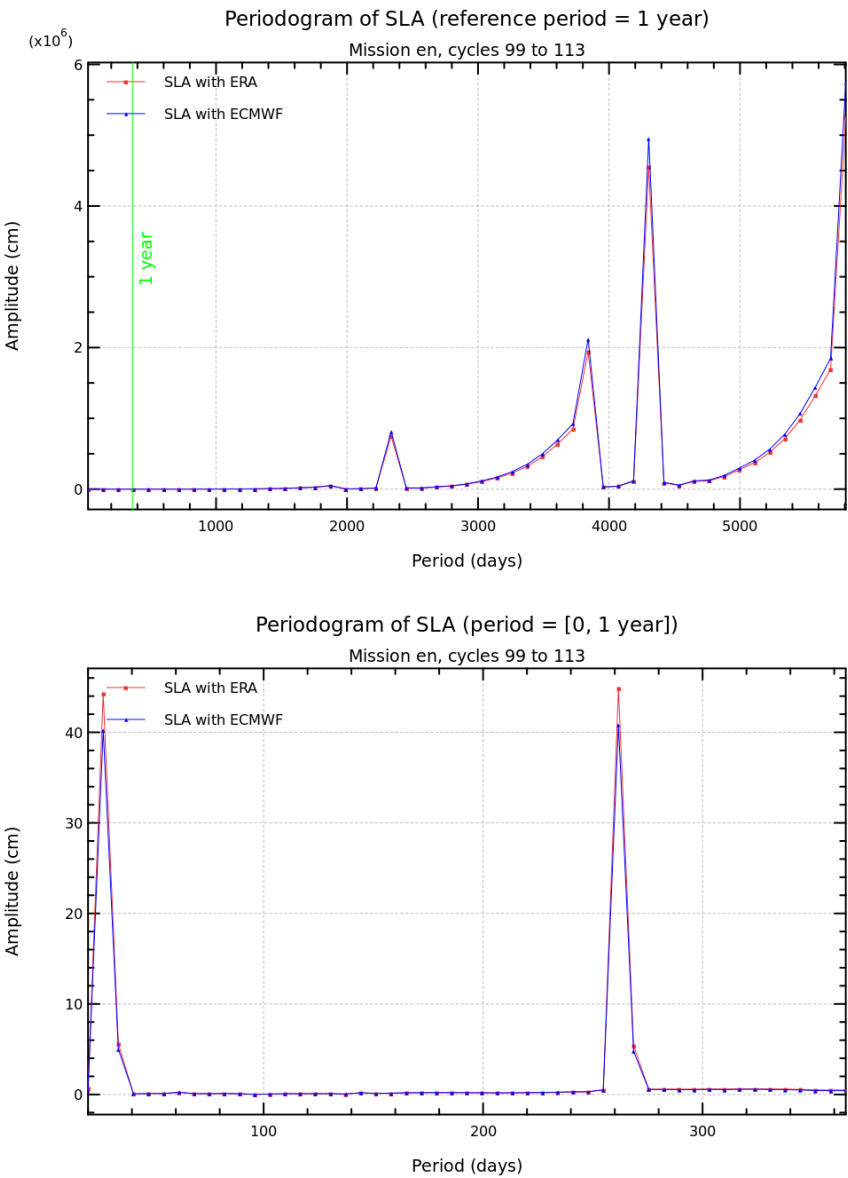 Periodogram of SLA (reference period = 1 year)
(x10⁶)
Mission en, cycles 99 to 113
6
SLA with ERA
SLA with ECMWF
4
1 year
Amplitude (cm)
2
0
1000 2000 3000 4000 5000
Period (days)
Periodogram of SLA (period = [0, 1 year])
Mission en, cycles 99 to 113
SLA with ERA
SLA with ECMWF
40
30
Amplitude (cm)
20
10
0
100 200 300
Period (days)